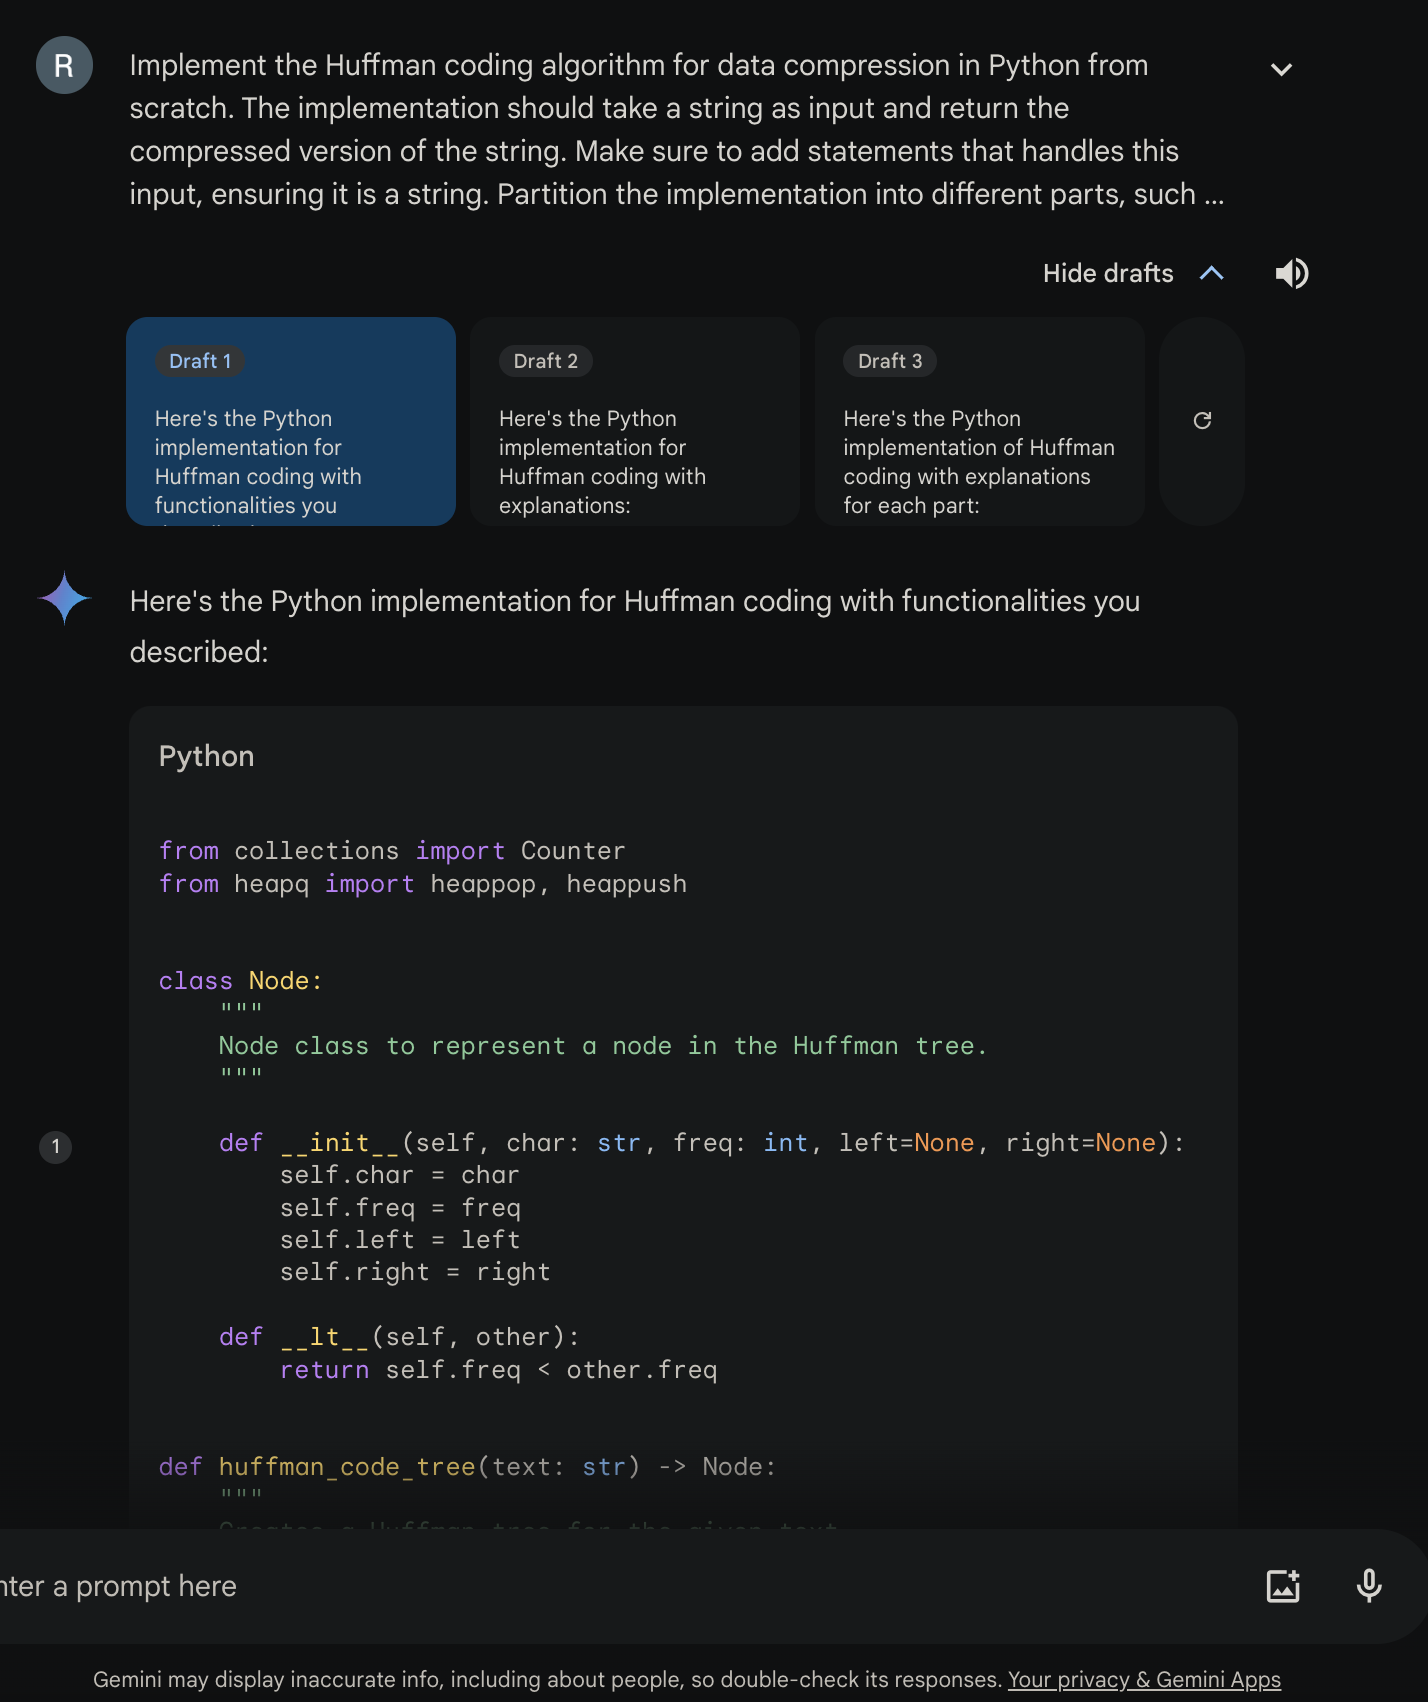 R
Implement the Huffman coding algorithm for data compression in Python from
scratch. The implementation should take a string as input and return the
compressed version of the string. Make sure to add statements that handles this
input, ensuring it is a string. Partition the implementation into different parts, such ...
Hide drafts
Draft 1
Here's the Python
implementation for
Huffman coding with
functionalities you
Draft 2
Here's the Python
implementation for
Huffman coding with
explanations:
Draft 3
Here's the Python
implementation of Huffman
coding with explanations
for each part:
Here's the Python implementation for Huffman coding with functionalities you
described:
Python
from collections import Counter
from heapq import heappop, heappush
class Node:
    """
    Node class to represent a node in the Huffman tree.
    """
1
    def __init__(self, char: str, freq: int, left=None, right=None):
        self.char = char
        self.freq = freq
        self.left = left
        self.right = right
    def __lt__(self, other):
        return self.freq < other.freq
def huffman_code_tree(text: str) -> Node:
    """
    Creates a Huffman tree for the given text
nter a prompt here
Gemini may display inaccurate info, including about people, so double-check its responses. Your privacy & Gemini Apps